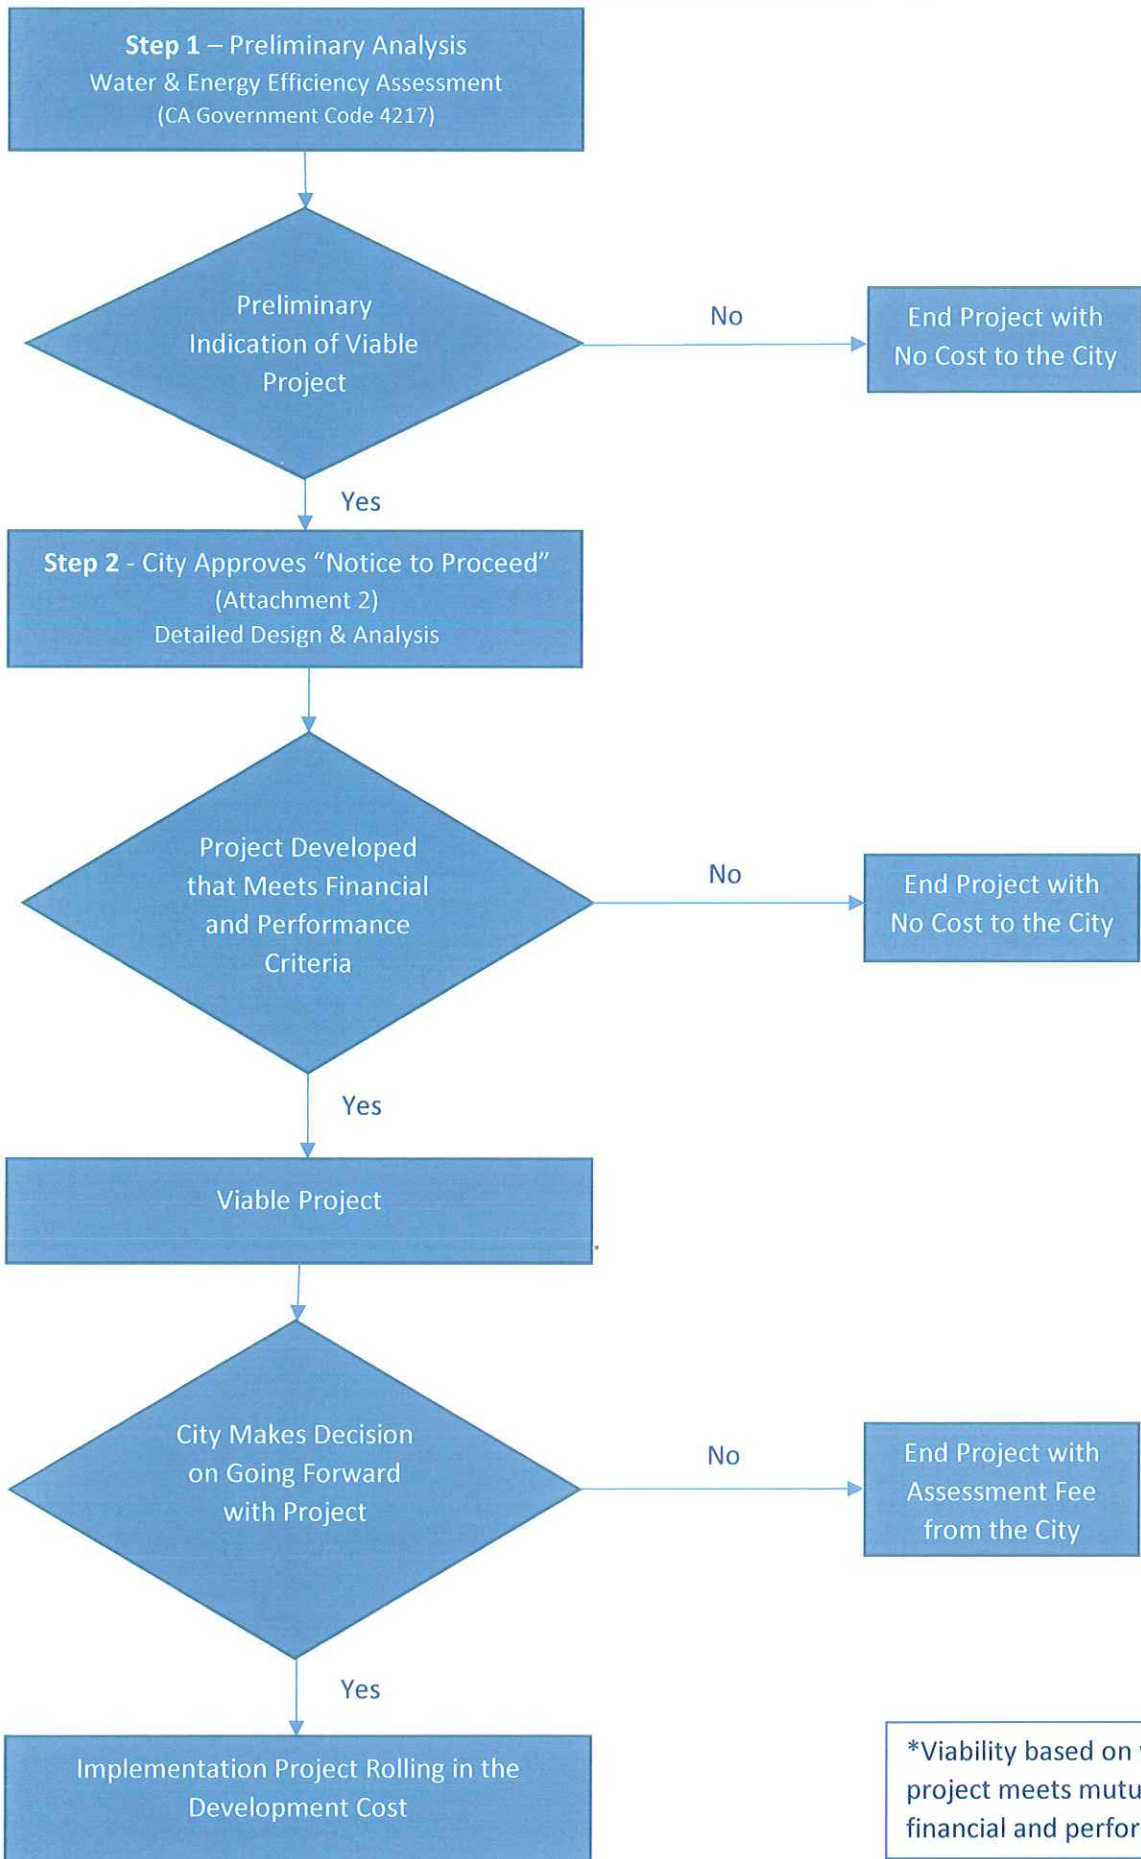 Step 1 – Preliminary Analysis
Water & Energy Efficiency Assessment
(CA Government Code 4217)
Preliminary
Indication of Viable
Project
No
End Project with
No Cost to the City
Yes
Step 2 - City Approves “Notice to Proceed”
(Attachment 2)
Detailed Design & Analysis
Project Developed
that Meets Financial
and Performance
Criteria
No
End Project with
No Cost to the City
Yes
Viable Project
City Makes Decision
on Going Forward
with Project
No
End Project with
Assessment Fee
from the City
Yes
Implementation Project Rolling in the
Development Cost
*Viability based on
project meets
financial and